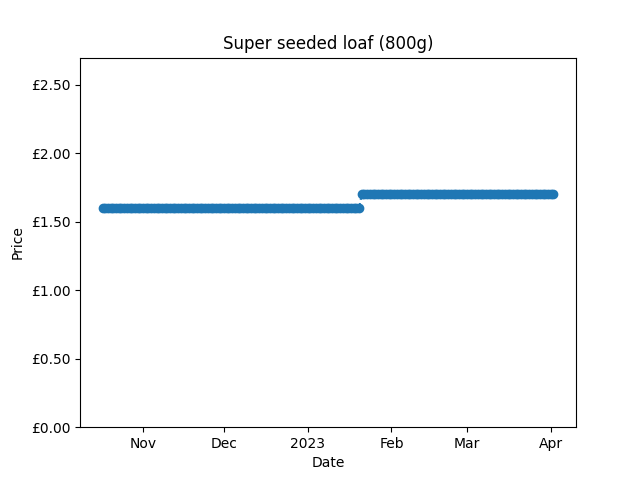 Super seeded loaf (800g)
£2.50
£2.00
£1.50
£1.00
£0.50
£0.00
Price
Nov Dec 2023 Feb Mar Apr
Date